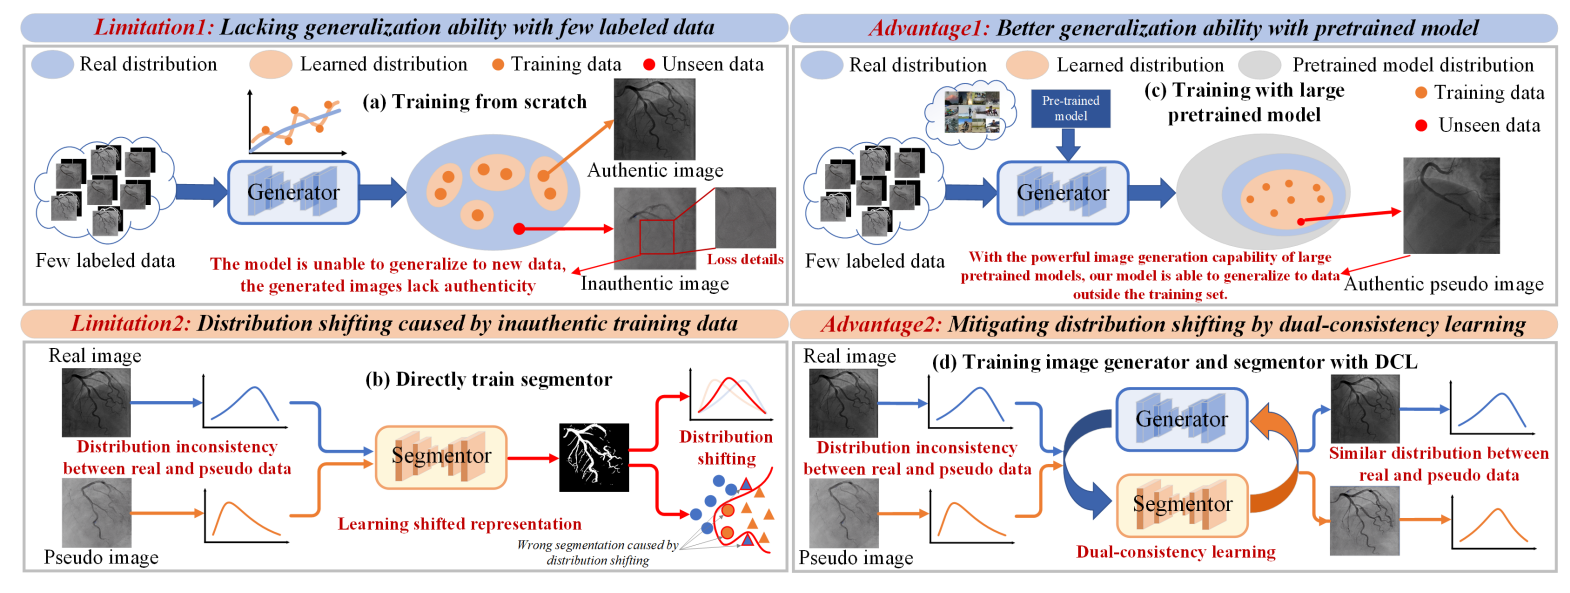 Limitation1: Lacking generalization ability with few labeled data
Real distribution
Learned distribution
Training data
Unseen data
(a) Training from scratch
Generator
Authentic image
Few labeled data
The model is unable to generalize to new data,
the generated images lack authenticity
Loss details
Inauthentic image
Advantage1: Better generalization ability with pretrained model
Real distribution
Learned distribution
Pretrained model distribution
(c) Training with large
pretrained model
Training data
Unseen data
Pre-trained
model
Generator
Few labeled data
With the powerful image generation capability of large
pretrained models, our model is able to generalize to data
outside the training set.
Authentic pseudo image
Limitation2: Distribution shifting caused by inauthentic training data
Real image
(b) Directly train segmentor
Distribution inconsistency
between real and pseudo data
Segmentor
Distribution
shifting
Learning shifted representation
Wrong segmentation caused by
distribution shifting
Pseudo image
Advantage2: Mitigating distribution shifting by dual-consistency learning
Real image
(d) Training image generator and segmentor with DCL
Generator
Distribution inconsistency
between real and pseudo data
Similar distribution between
real and pseudo data
Segmentor
Dual-consistency learning
Pseudo image